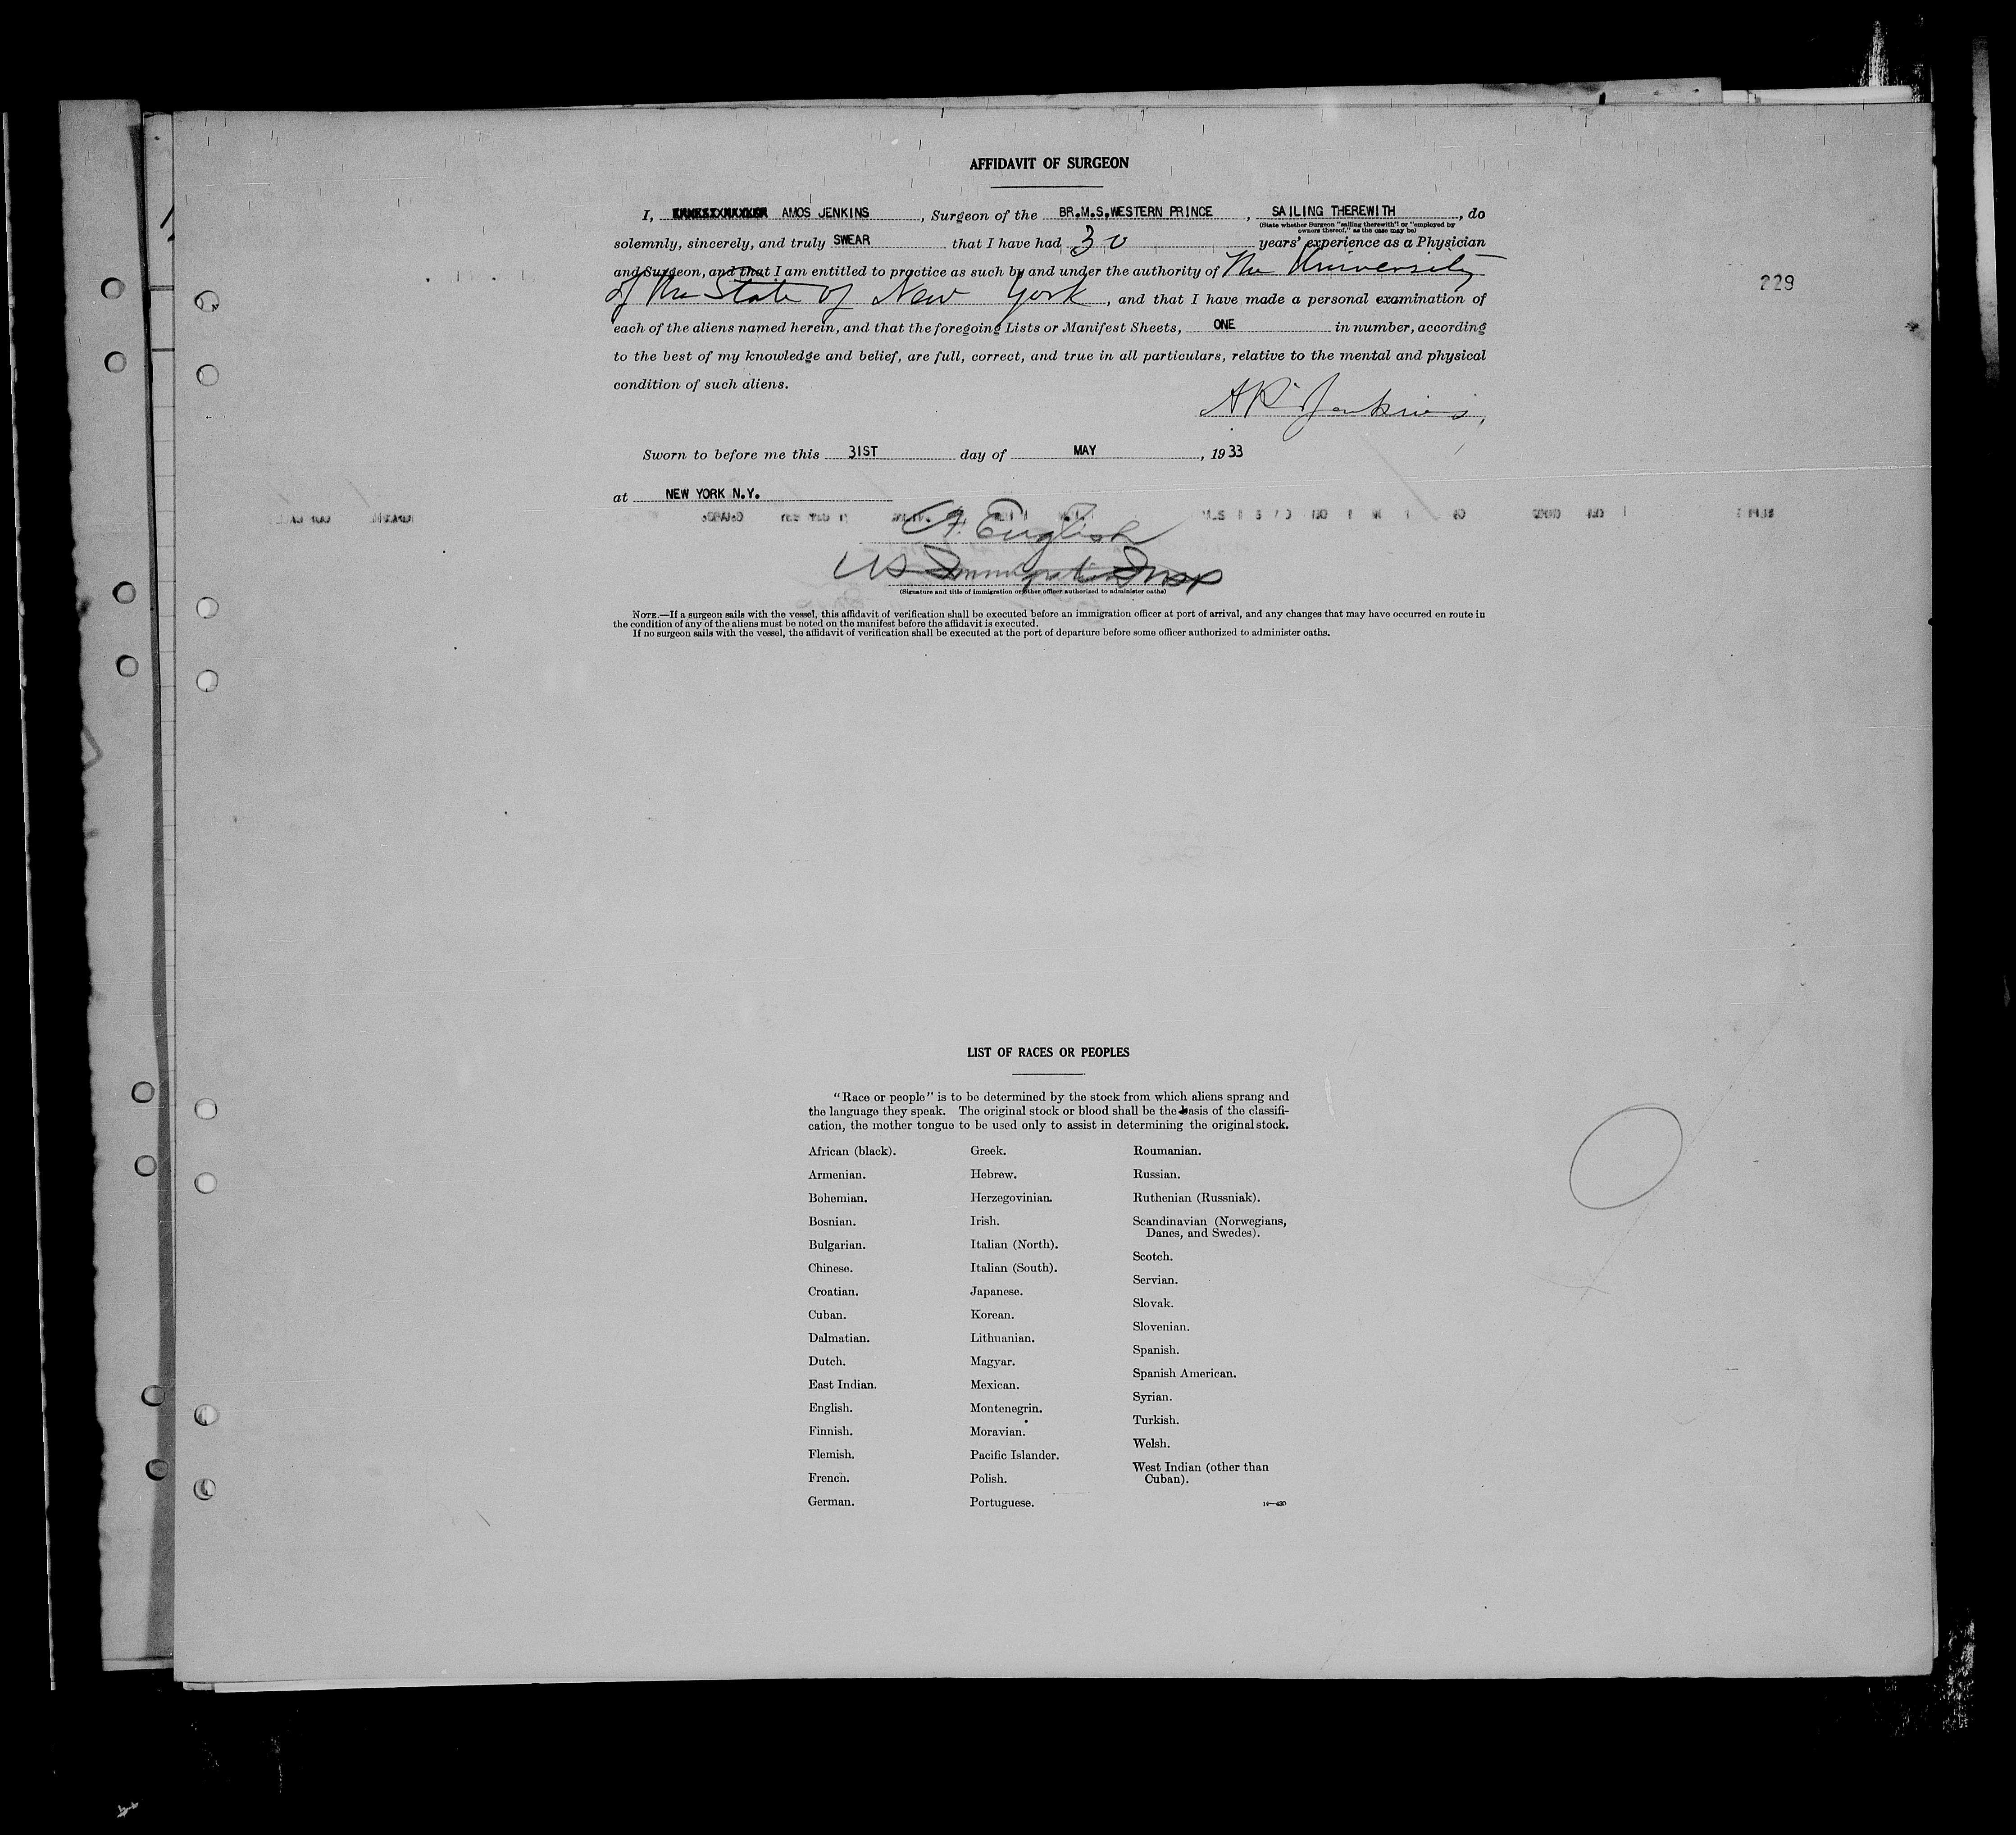 AFFIDAVIT OF SURGEON
I, AMOS JENKINS, Surgeon of the BR.M.S.WESTERN PRINCE, SAILING THEREWITH, do
(State whether Surgeon "sailing therewith" or "employed by
owners thereof," as the case may be)
solemnly, sincerely, and truly SWEAR that I have had 30 years' experience as a Physician
and Surgeon, and that I am entitled to practice as such by and under the authority of The University
of the State of New York, and that I have made a personal examination of
each of the aliens named herein, and that the foregoing Lists or Manifest Sheets, ONE in number, according
to the best of my knowledge and belief, are full, correct, and true in all particulars, relative to the mental and physical
condition of such aliens.
229
A R Jenkins,
Sworn to before me this 31ST day of MAY, 1933
at NEW YORK N.Y.
English
US Immigration Insp
(Signature and title of immigration or other officer authorized to administer oaths)
NOTE.—If a surgeon sails with the vessel, this affidavit of verification shall be executed before an immigration officer at port of arrival, and any changes that may have occurred en route in
the condition of any of the aliens must be noted on the manifest before the affidavit is executed.
If no surgeon sails with the vessel, the affidavit of verification shall be executed at the port of departure before some officer authorized to administer oaths.
LIST OF RACES OR PEOPLES
"Race or people" is to be determined by the stock from which aliens sprang and
the language they speak. The original stock or blood shall be the basis of the classifi-
cation, the mother tongue to be used only to assist in determining the original stock.
African (black).
Armenian.
Bohemian.
Bosnian.
Bulgarian.
Chinese.
Croatian.
Cuban.
Dalmatian.
Dutch.
East Indian.
English.
Finnish.
Flemish.
French.
German.
Greek.
Hebrew.
Herzegovinian.
Irish.
Italian (North).
Italian (South).
Japanese.
Korean.
Lithuanian.
Magyar.
Mexican.
Montenegrin.
Moravian.
Pacific Islander.
Polish.
Portuguese.
Roumanian.
Russian.
Ruthenian (Russniak).
Scandinavian (Norwegians,
Danes, and Swedes).
Scotch.
Servian.
Slovak.
Slovenian.
Spanish.
Spanish American.
Syrian.
Turkish.
Welsh.
West Indian (other than
Cuban).